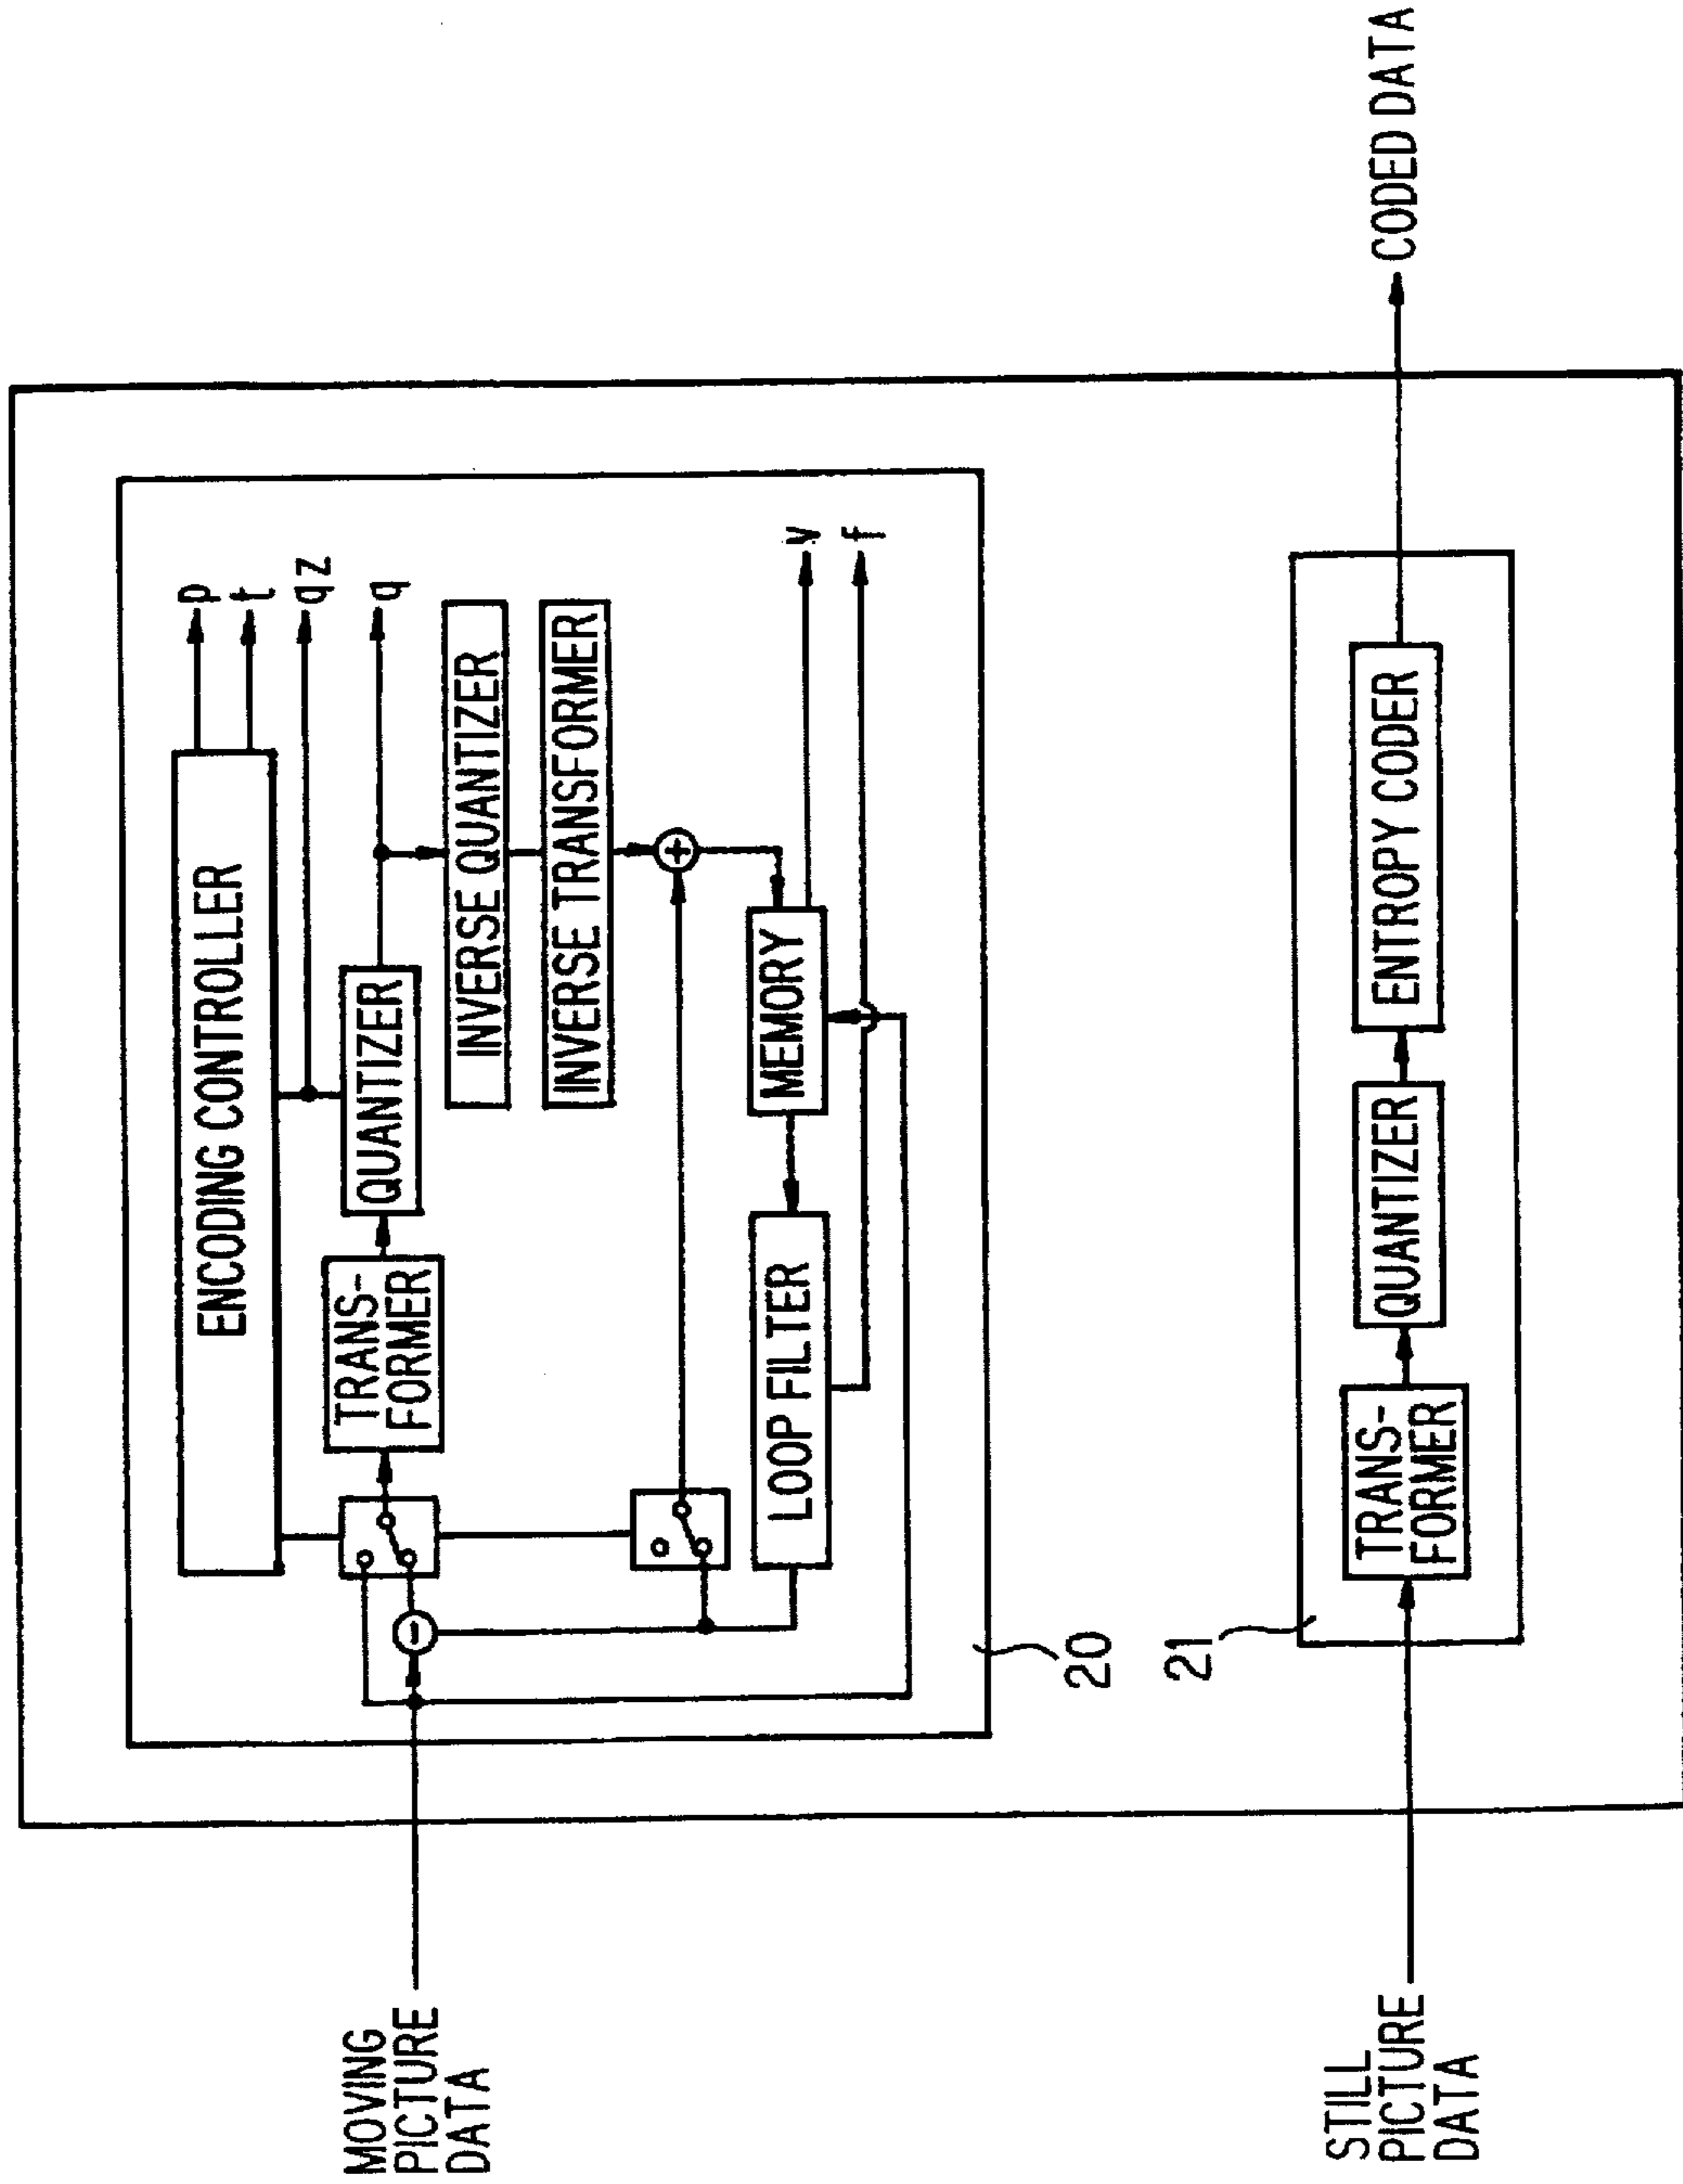 MOVING
PICTURE
DATA
ENCODING CONTROLLER
p
t
qz
q
TRANS-
FORMER
QUANTIZER
INVERSE QUANTIZER
INVERSE TRANSFORMER
MEMORY
LOOP FILTER
v
f
20
21
STILL
PICTURE
DATA
TRANS-
FORMER
QUANTIZER
ENTROPY CODER
CODED DATA